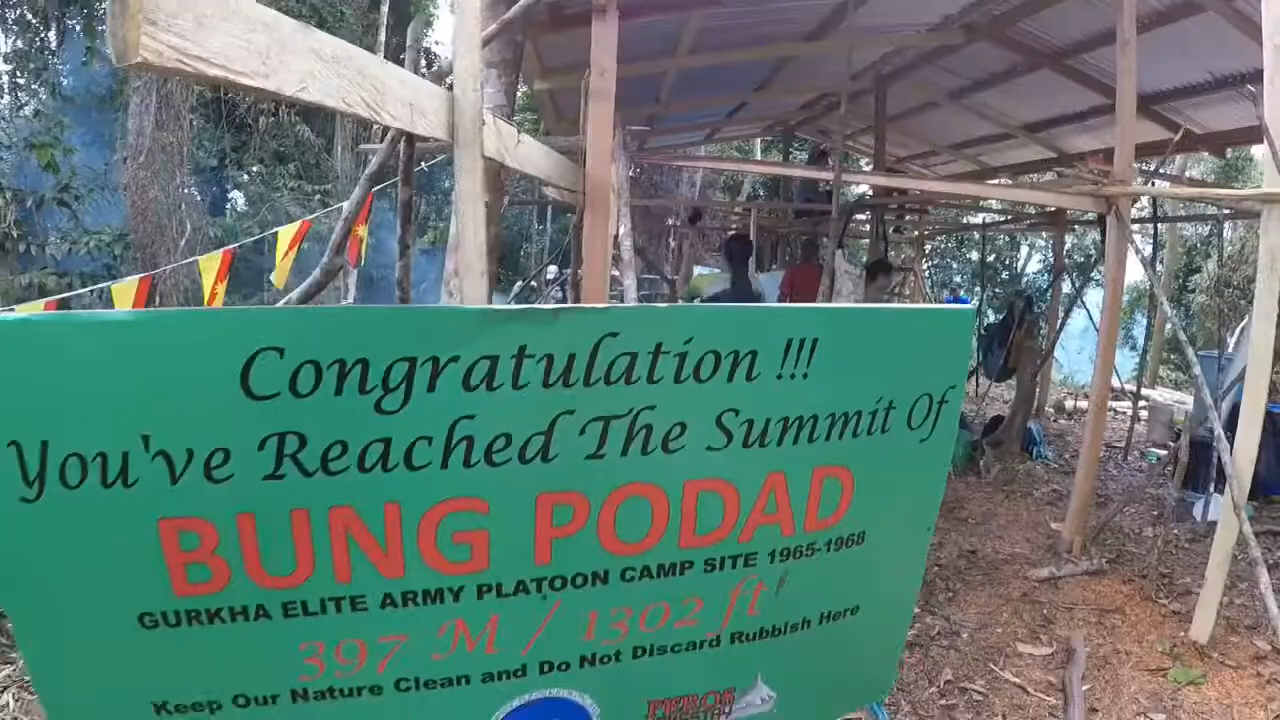 Congratulation !!!
You've Reached The Summit Of
BUNG PODAD
GURKHA ELITE ARMY PLATOON CAMP SITE 1965-1968
397 M / 1302 ft
Keep Our Nature Clean and Do Not Discard Rubbish Here